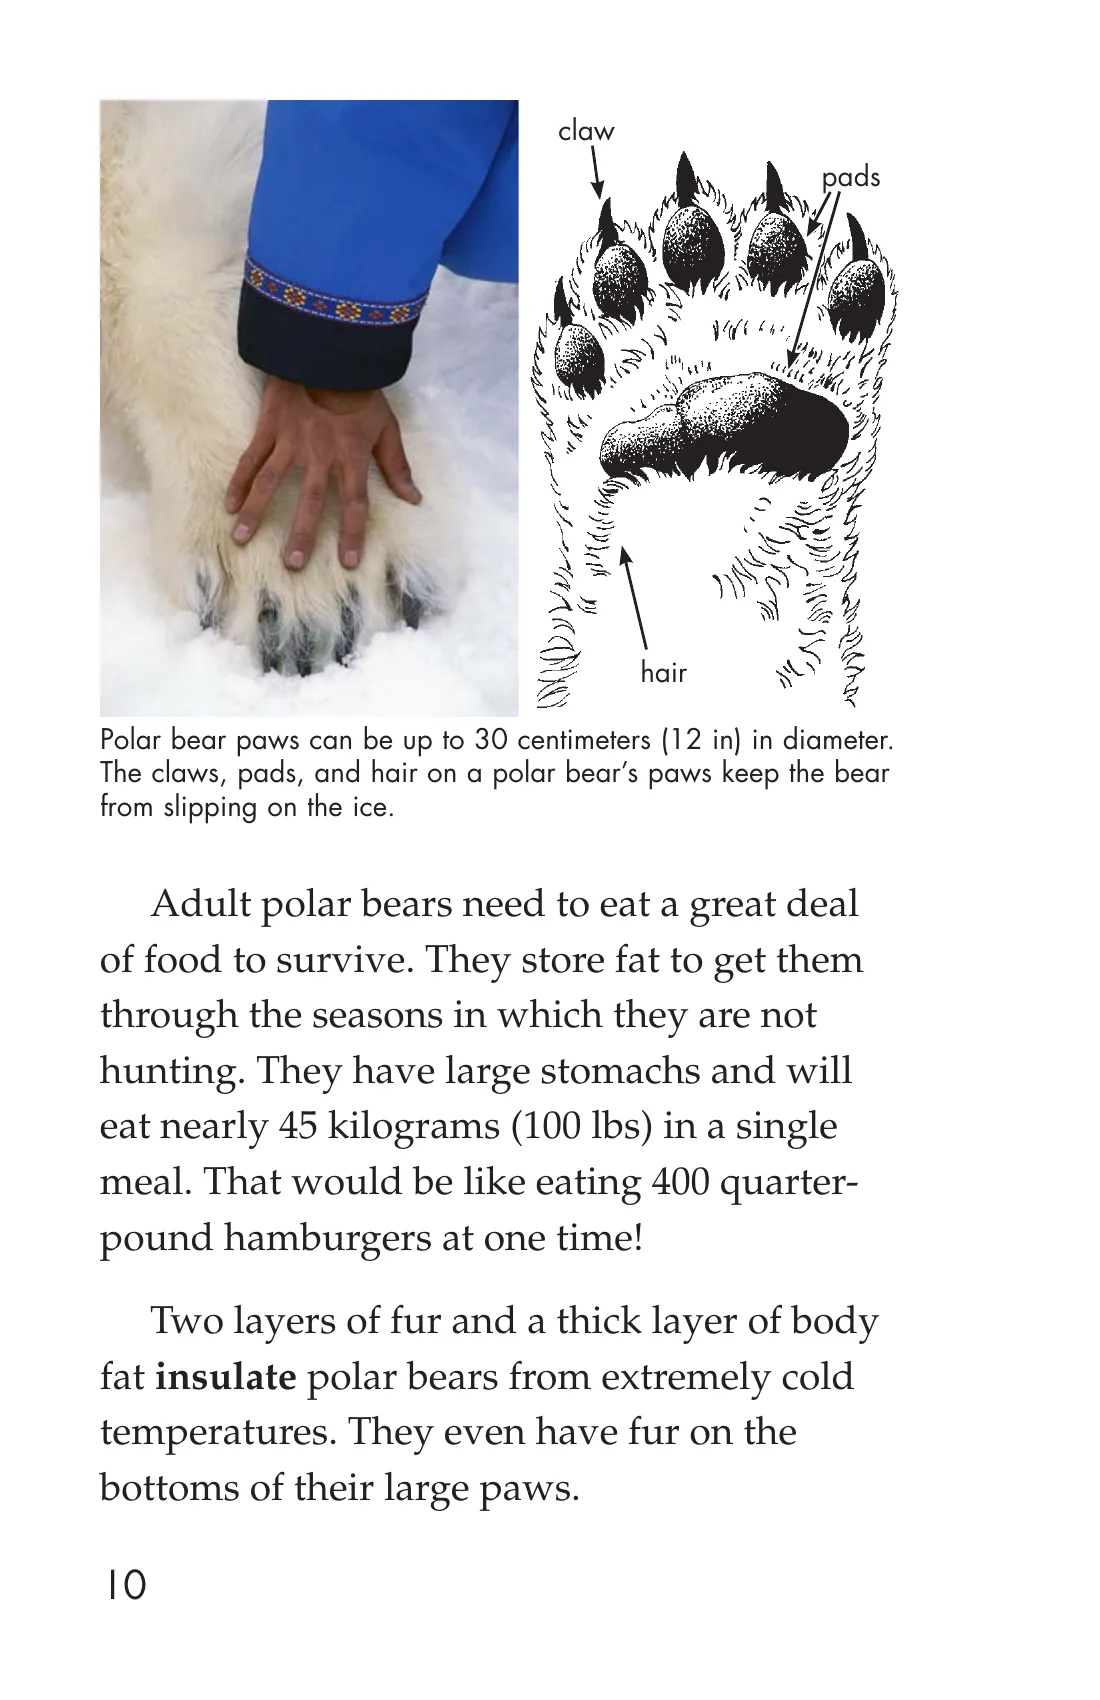 claw
pads
hair
Polar bear paws can be up to 30 centimeters (12 in) in diameter.
The claws, pads, and hair on a polar bear’s paws keep the bear
from slipping on the ice.
Adult polar bears need to eat a great deal
of food to survive. They store fat to get them
through the seasons in which they are not
hunting. They have large stomachs and will
eat nearly 45 kilograms (100 lbs) in a single
meal. That would be like eating 400 quarter-
pound hamburgers at one time!
Two layers of fur and a thick layer of body
fat insulate polar bears from extremely cold
temperatures. They even have fur on the
bottoms of their large paws.
10